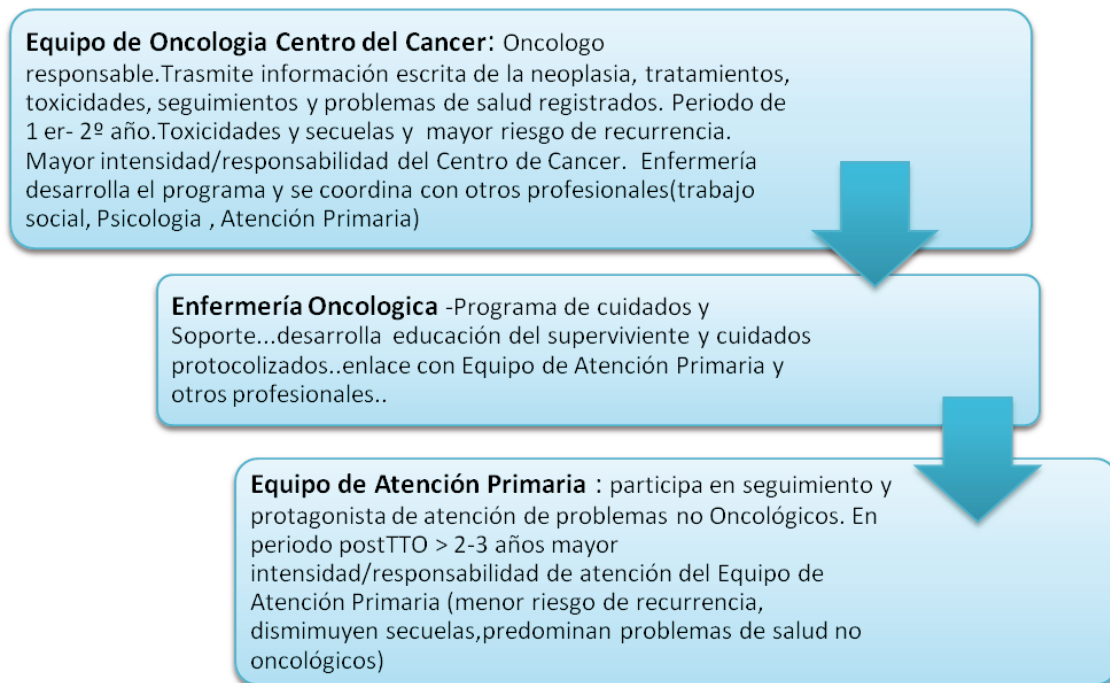 Equipo de Oncologia Centro del Cancer: Oncologo
responsable.Trasmite información escrita de la neoplasia, tratamientos,
toxicidades, seguimientos y problemas de salud registrados. Periodo de
1 er- 2º año.Toxicidades y secuelas y mayor riesgo de recurrencia.
Mayor intensidad/responsabilidad del Centro de Cancer. Enfermería
desarrolla el programa y se coordina con otros profesionales(trabajo
social, Psicologia , Atención Primaria)
Enfermería Oncologica -Programa de cuidados y
Soporte...desarrolla educación del superviviente y cuidados
protocolizados..enlace con Equipo de Atención Primaria y
otros profesionales..
Equipo de Atención Primaria : participa en seguimiento y
protagonista de atención de problemas no Oncológicos. En
periodo postTTO > 2-3 años mayor
intensidad/responsabilidad de atención del Equipo de
Atención Primaria (menor riesgo de recurrencia,
dismimuyen secuelas,predominan problemas de salud no
oncológicos)